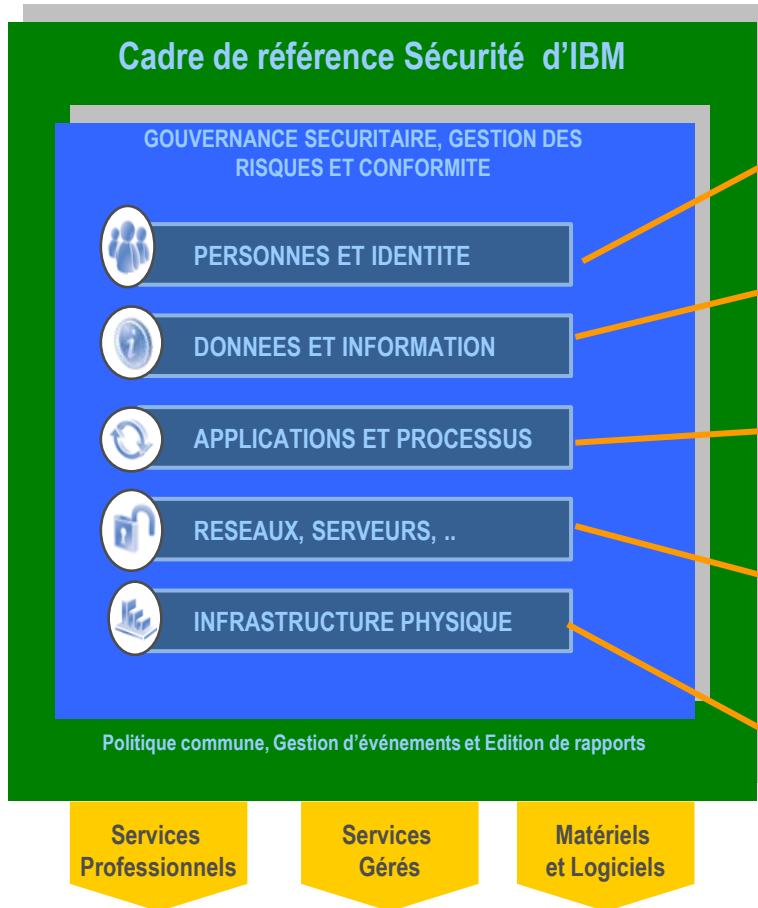 Cadre de référence Sécurité d’IBM
GOUVERNANCE SECURITAIRE, GESTION DES
RISQUES ET CONFORMITE
PERSONNES ET IDENTITE
DONNEES ET INFORMATION
APPLICATIONS ET PROCESSUS
RESEAUX, SERVEURS, ..
INFRASTRUCTURE PHYSIQUE
Politique commune, Gestion d’événements et Edition de rapports
Services
Professionnels
Services
Gérés
Matériels
et Logiciels